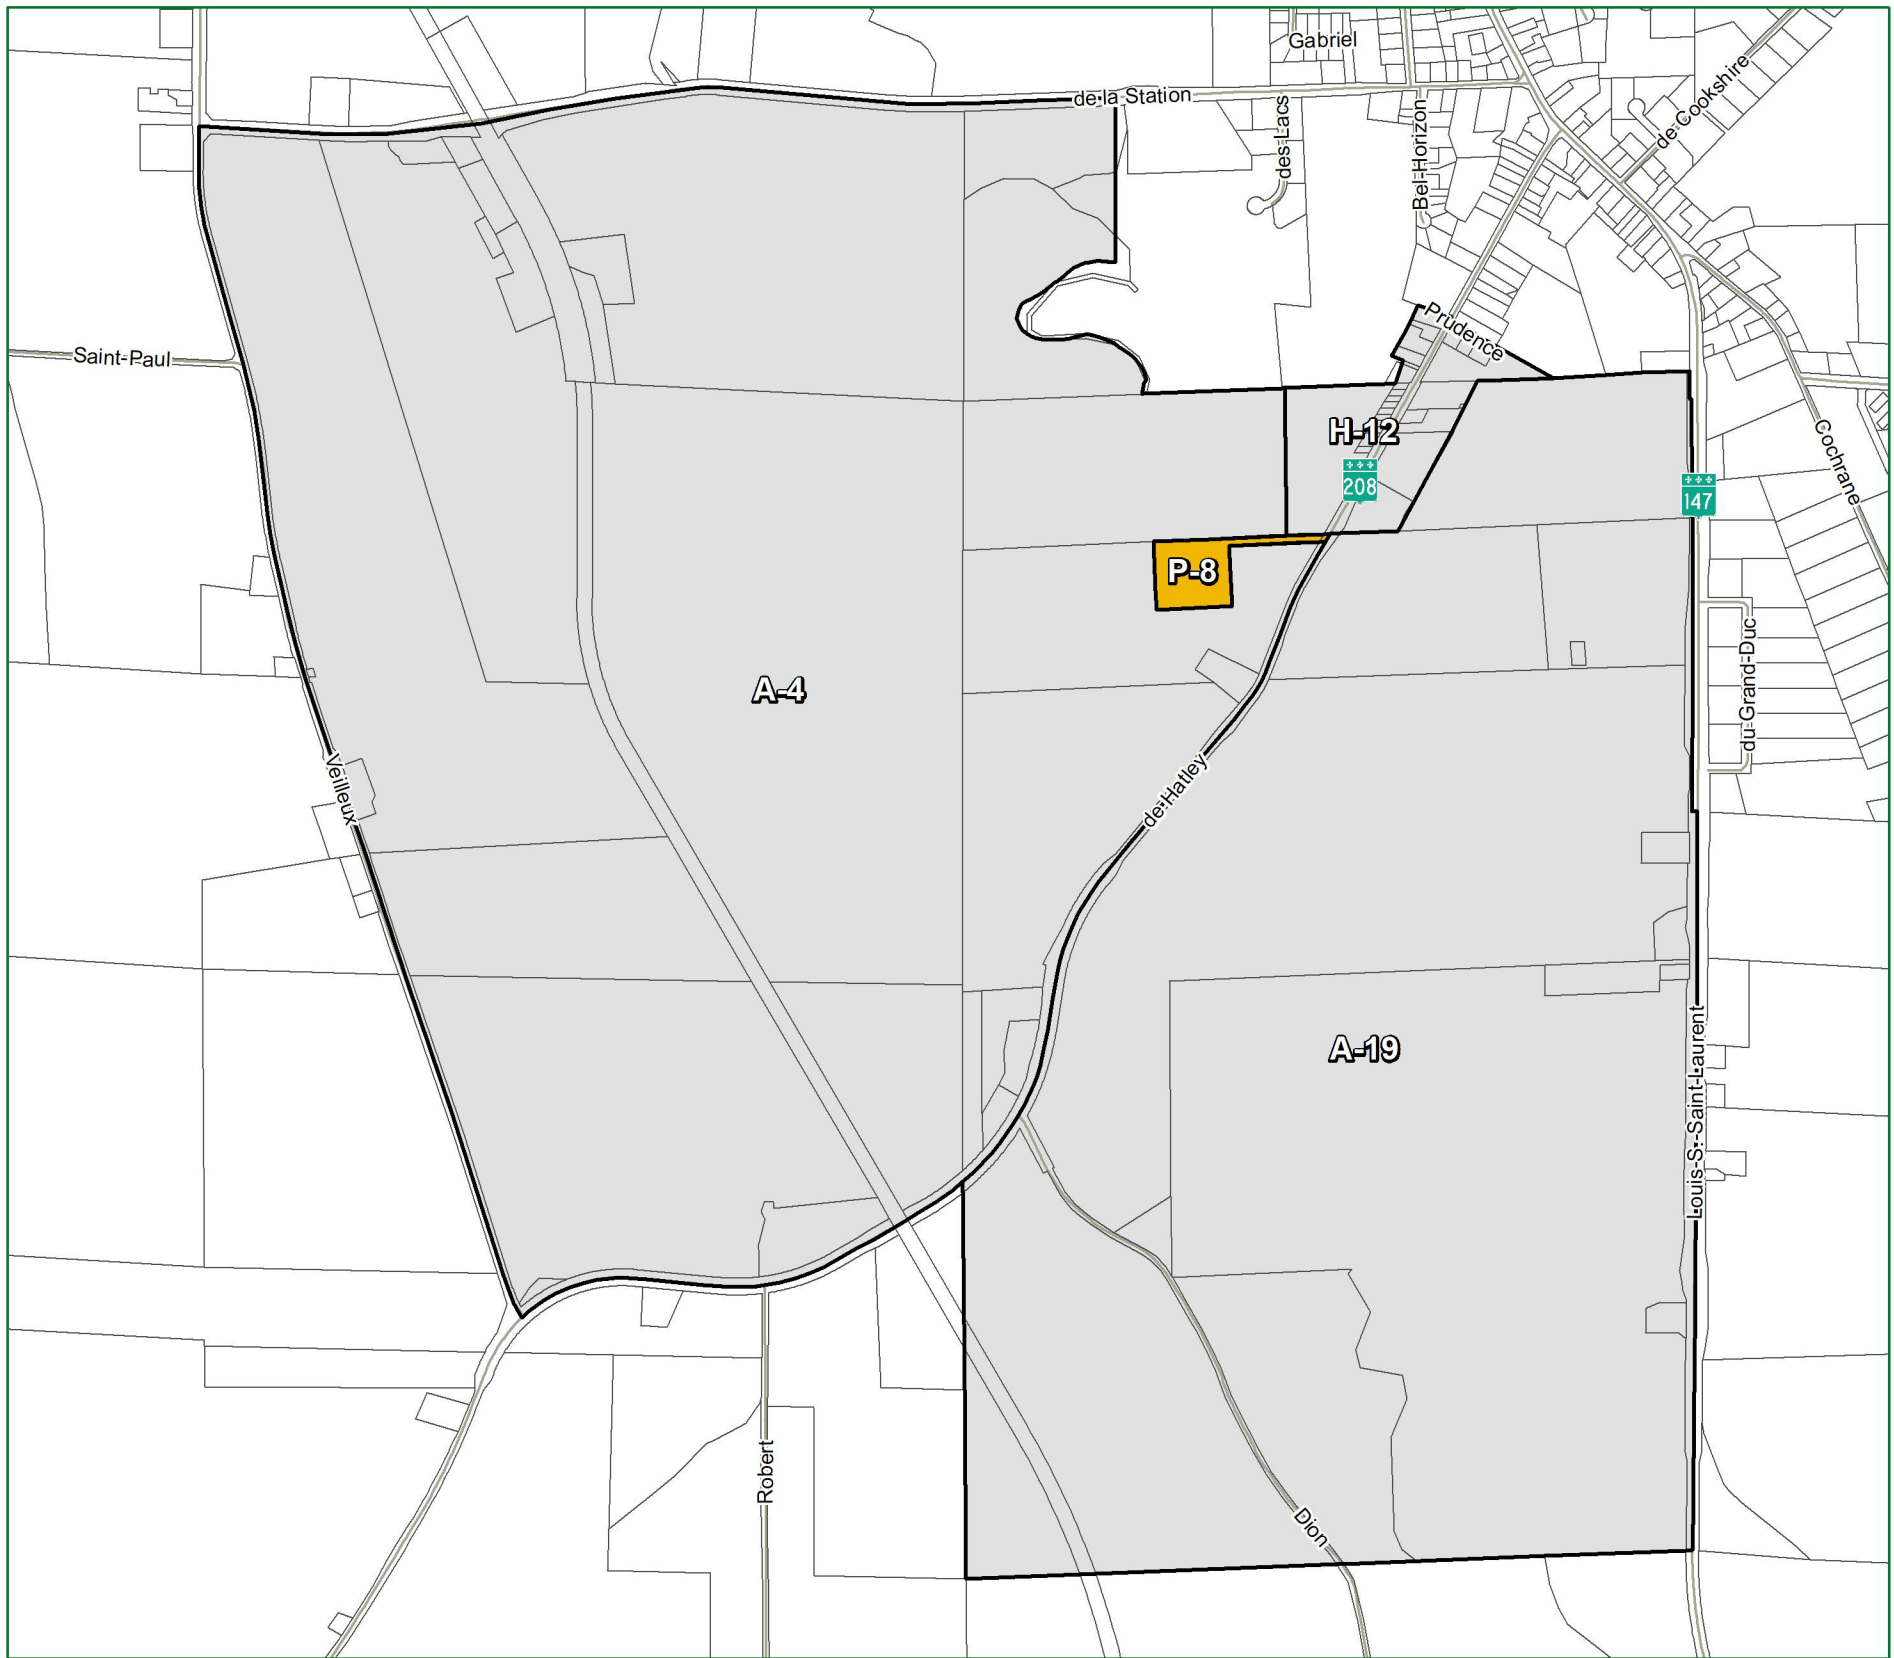 Gabriel
de la Station
des Lacs
Bel-Horizon
de Cookshire
Saint-Paul
Prudence
H-12
208
147
Cochrane
P-8
A-4
du Grand-Duc
Veilleux
de Hatley
A-19
Louis-S.-Saint-Laurent
Robert
Dion